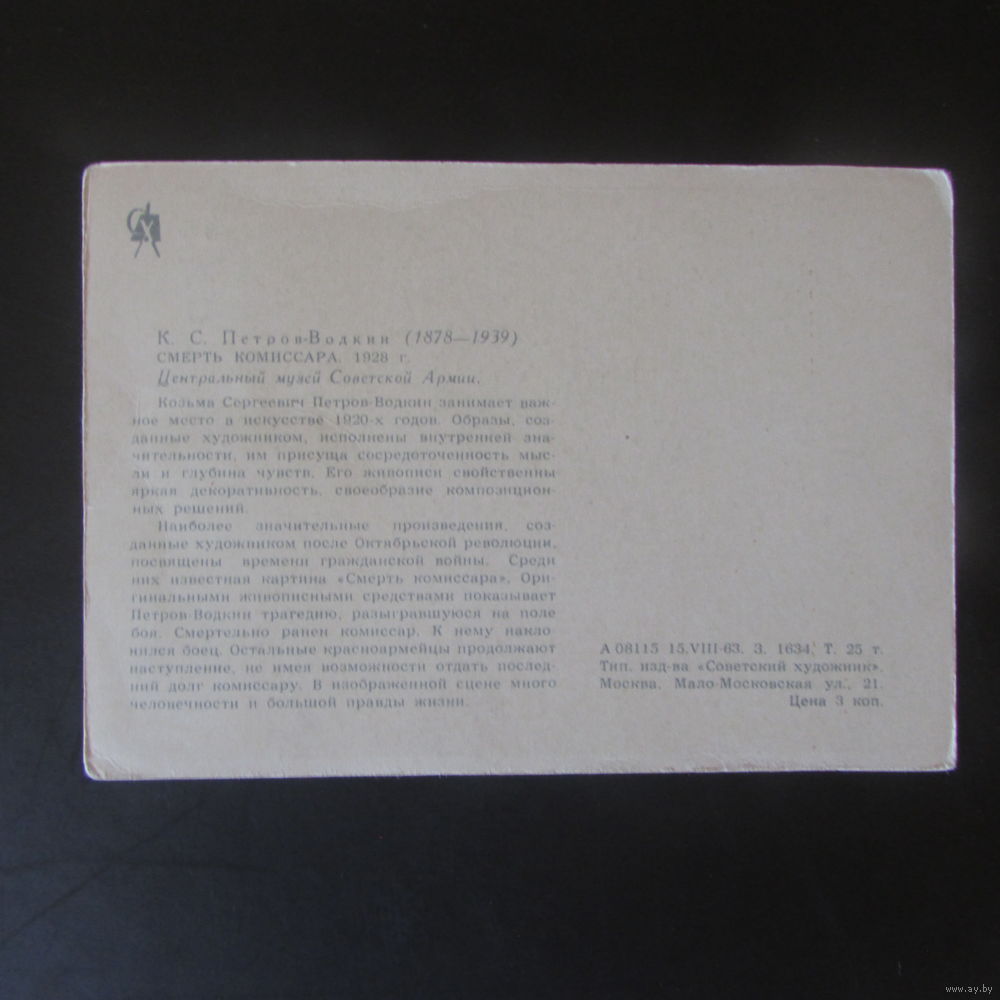 СХ
К. С. Петров-Водкин (1878—1939)
СМЕРТЬ КОМИССАРА. 1928 г.
Центральный музей Советской Армии.
Козьма Сергеевич Петров-Водкин занимает важ-
ное место в искусстве 1920-х годов. Образы, соз-
данные художником, исполнены внутренней зна-
чительности, им присуща сосредоточенность мыс-
ли и глубина чувств. Его живописи свойственны
яркая декоративность, своеобразие композицион-
ных решений.
Наиболее значительные произведения, соз-
данные художником после Октябрьской революции,
посвящены времени гражданской войны. Среди
них известная картина «Смерть комиссара». Ори-
гинальными живописными средствами показывает
Петров-Водкин трагедию, разыгравшуюся на поле
боя. Смертельно ранен комиссар. К нему накло-
нился боец. Остальные красноармейцы продолжают
наступление, не имея возможности отдать послед-
ний долг комиссару. В изображенной сцене много
человечности и большой правды жизни.
А 08115 15.VIII-63. З. 1634. Т. 25 т.
Тип. изд-ва «Советский художник».
Москва, Мало-Московская ул., 21.
Цена 3 коп.
www.ay.by